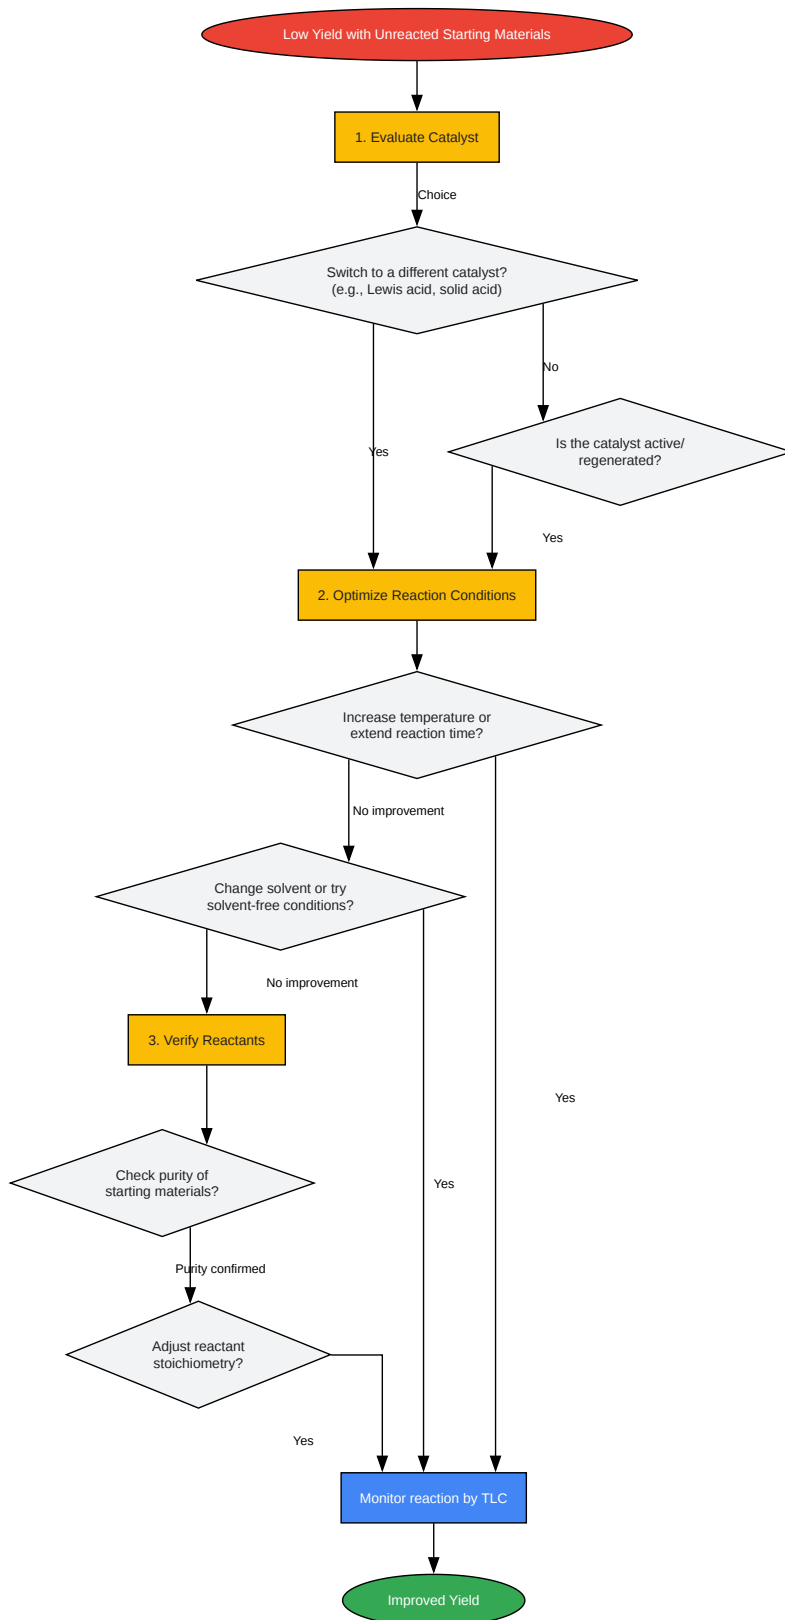 Low Yield with Unreacted Starting Materials
1. Evaluate Catalyst
Choice
Switch to a different catalyst?
(e.g., Lewis acid, solid acid)
No
Is the catalyst active/
regenerated?
Yes
Yes
2. Optimize Reaction Conditions
Increase temperature or
extend reaction time?
No improvement
Change solvent or try
solvent-free conditions?
No improvement
3. Verify Reactants
Yes
Check purity of
starting materials?
Yes
Purity confirmed
Adjust reactant
stoichiometry?
Yes
Monitor reaction by TLC
Improved Yield